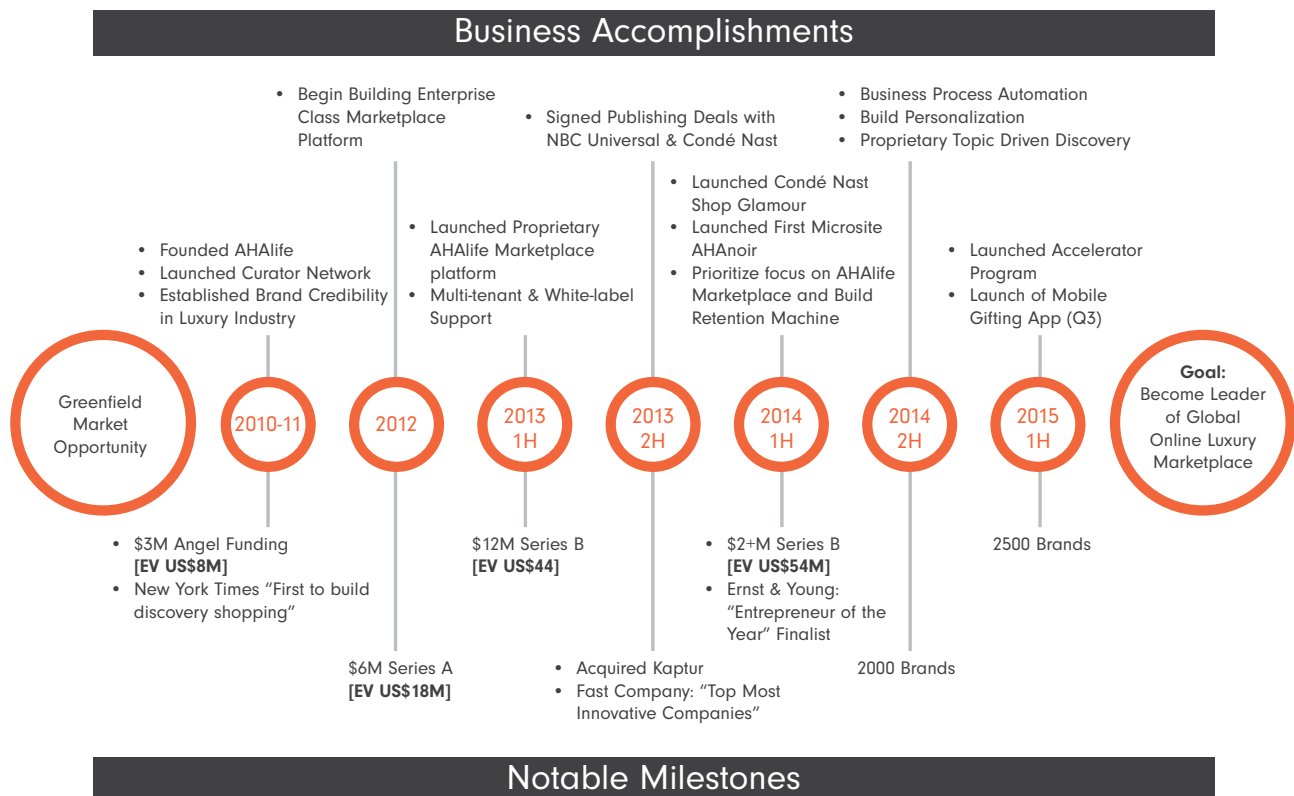 Business Accomplishments
• Begin Building Enterprise
Class Marketplace
Platform
• Signed Publishing Deals with
NBC Universal & Condé Nast
• Business Process Automation
• Build Personalization
• Proprietary Topic Driven Discovery
• Founded AHAlife
• Launched Curator Network
• Established Brand Credibility
in Luxury Industry
• Launched Proprietary
AHAlife Marketplace
platform
• Multi-tenant & White-label
Support
• Launched Condé Nast
Shop Glamour
• Launched First Microsite
AHAnoir
• Prioritize focus on AHAlife
Marketplace and Build
Retention Machine
• Launched Accelerator
Program
• Launch of Mobile
Gifting App (Q3)
Greenfield
Market
Opportunity
2010-11
2012
2013
1H
2013
2H
2014
1H
2014
2H
2015
1H
Goal:
Become Leader
of Global
Online Luxury
Marketplace
• $3M Angel Funding
[EV US$8M]
• New York Times “First to build
discovery shopping”
$12M Series B
[EV US$44]
• $2+M Series B
[EV US$54M]
• Ernst & Young:
“Entrepreneur of the
Year” Finalist
2500 Brands
$6M Series A
[EV US$18M]
• Acquired Kaptur
• Fast Company: “Top Most
Innovative Companies”
2000 Brands
Notable Milestones